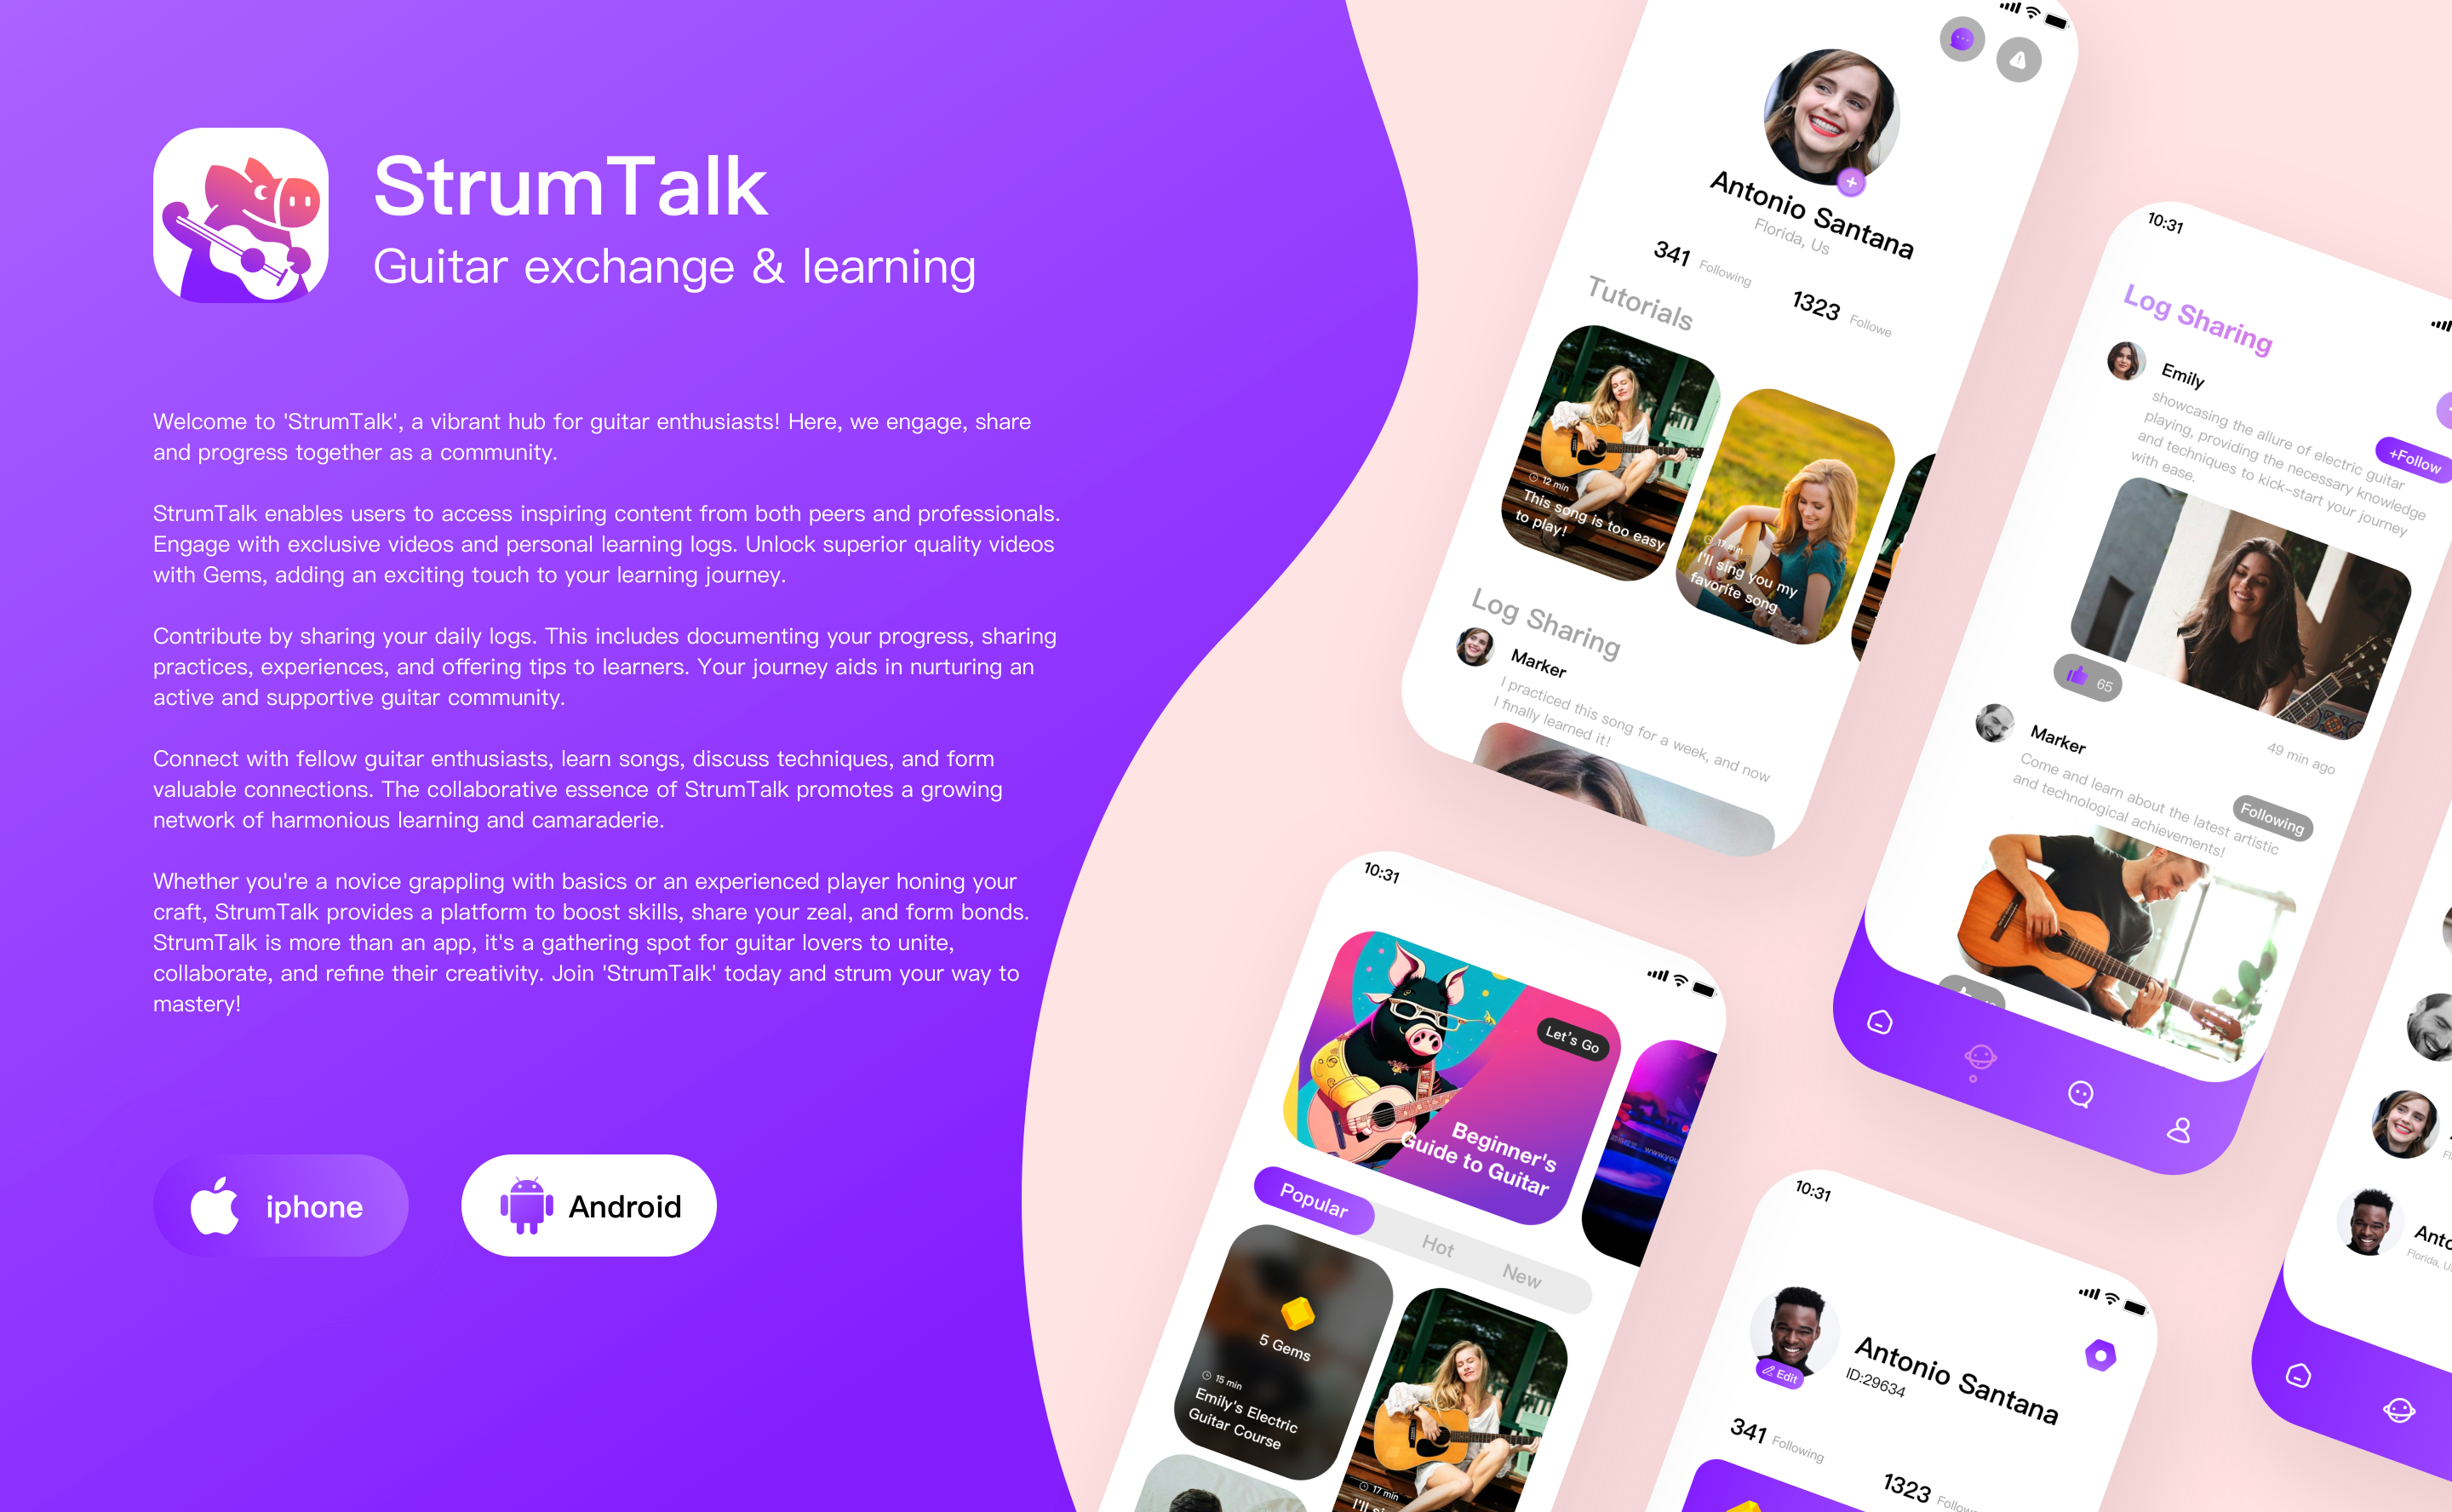 StrumTalk
Guitar exchange & learning
Welcome to 'StrumTalk', a vibrant hub for guitar enthusiasts! Here, we engage, share
and progress together as a community.
StrumTalk enables users to access inspiring content from both peers and professionals.
Engage with exclusive videos and personal learning logs. Unlock superior quality videos
with Gems, adding an exciting touch to your learning journey.
Contribute by sharing your daily logs. This includes documenting your progress, sharing
practices, experiences, and offering tips to learners. Your journey aids in nurturing an
active and supportive guitar community.
Connect with fellow guitar enthusiasts, learn songs, discuss techniques, and form
valuable connections. The collaborative essence of StrumTalk promotes a growing
network of harmonious learning and camaraderie.
Whether you're a novice grappling with basics or an experienced player honing your
craft, StrumTalk provides a platform to boost skills, share your zeal, and form bonds.
StrumTalk is more than an app, it's a gathering spot for guitar lovers to unite,
collaborate, and refine their creativity. Join 'StrumTalk' today and strum your way to
mastery!
iphone
Android
Antonio Santana
Florida, Us
341 Following
1323 Followe
Tutorials
12 min
This song is too easy
to play!
17 min
I'll sing you my
favorite song
Log Sharing
Marker
I practiced this song for a week, and now
I finally learned it!
10:31
Log Sharing
Emily
+Follow
showcasing the allure of electric guitar
playing, providing the necessary knowledge
and techniques to kick-start your journey
with ease.
65
49 min ago
Marker
Following
Come and learn about the latest artistic
and technological achievements!
10:31
Let's Go
Beginner's
Guide to Guitar
Popular
Hot
New
5 Gems
15 min
Emily's Electric
Guitar Course
17 min
I'll
10:31
Edit
Antonio Santana
ID:29634
341 Following
1323 Follow
Anto
Florida, Us